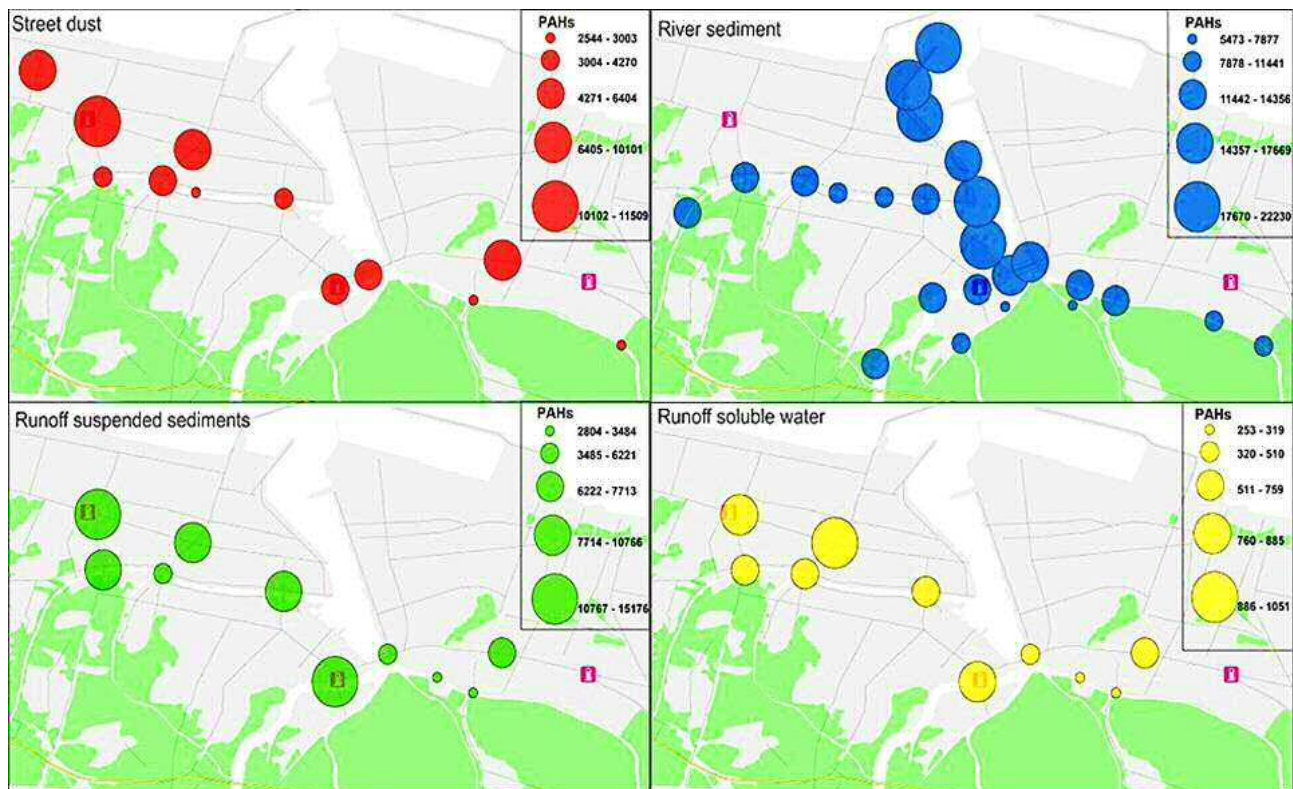 Street dust
PAHs
2544 - 3003
3004 - 4270
4271 - 6404
6405 - 10101
10102 - 11509
River sediment
PAHs
5473 - 7877
7878 - 11441
11442 - 14356
14357 - 17669
17670 - 22230
Runoff suspended sediments
PAHs
2804 - 3484
3485 - 6221
6222 - 7713
7714 - 10766
10767 - 15176
Runoff soluble water
PAHs
253 - 319
320 - 510
511 - 759
760 - 885
886 - 1051